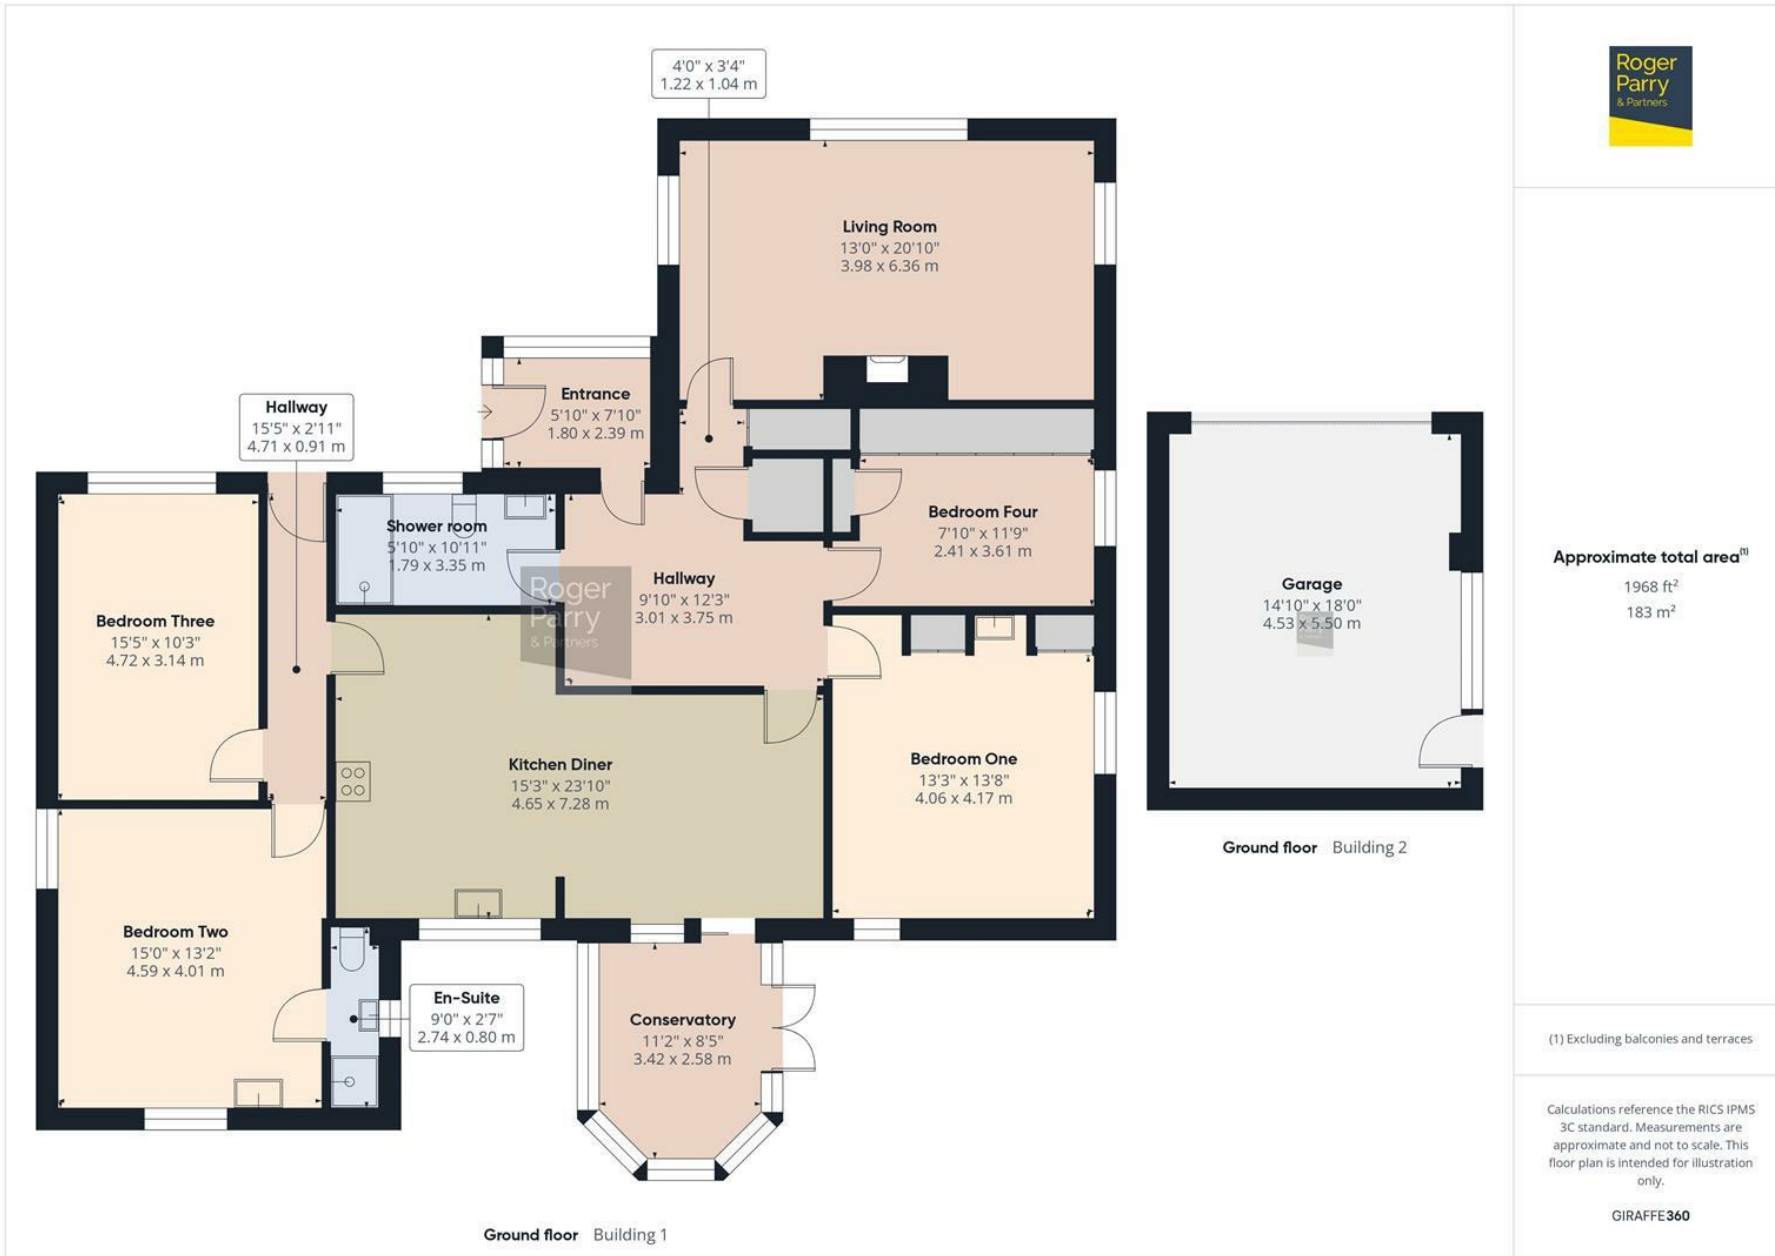 4'0" x 3'4"
1.22 x 1.04 m
Roger
Parry
& Partners
Living Room
13'0" x 20'10"
3.98 x 6.36 m
Entrance
5'10" x 7'10"
1.80 x 2.39 m
Hallway
15'5" x 2'11"
4.71 x 0.91 m
Shower room
5'10" x 10'11"
1.79 x 3.35 m
Bedroom Four
7'10" x 11'9"
2.41 x 3.61 m
Hallway
9'10" x 12'3"
3.01 x 3.75 m
Roger
Parry
& Partners
Bedroom Three
15'5" x 10'3"
4.72 x 3.14 m
Garage
14'10" x 18'0"
4.53 x 5.50 m
Approximate total area(1)
1968 ft²
183 m²
Kitchen Diner
15'3" x 23'10"
4.65 x 7.28 m
Bedroom One
13'3" x 13'8"
4.06 x 4.17 m
Ground floor Building 2
Bedroom Two
15'0" x 13'2"
4.59 x 4.01 m
En-Suite
9'0" x 2'7"
2.74 x 0.80 m
Conservatory
11'2" x 8'5"
3.42 x 2.58 m
(1) Excluding balconies and terraces
Calculations reference the RICS IPMS
3C standard. Measurements are
approximate and not to scale. This
floor plan is intended for illustration
only.
GIRAFFE360
Ground floor Building 1